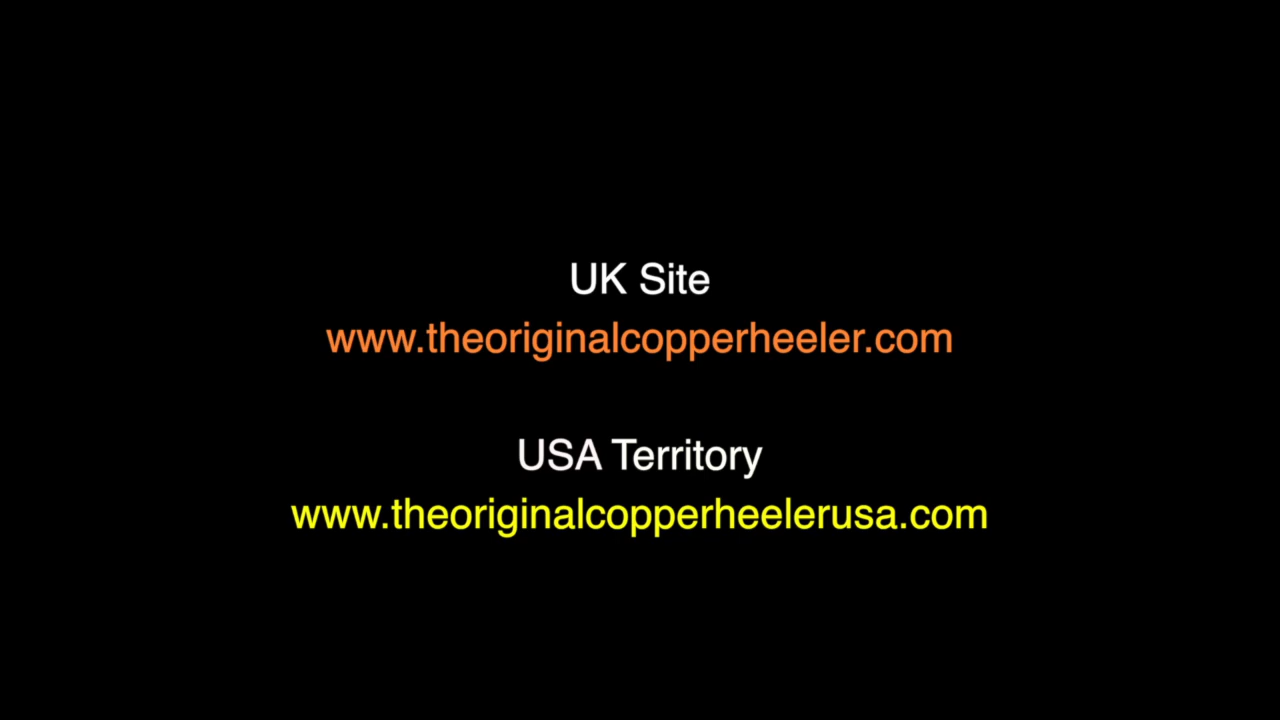 UK Site
www.theoriginalcopperheeler.com
USA Territory
www.theoriginalcopperheelerusa.com